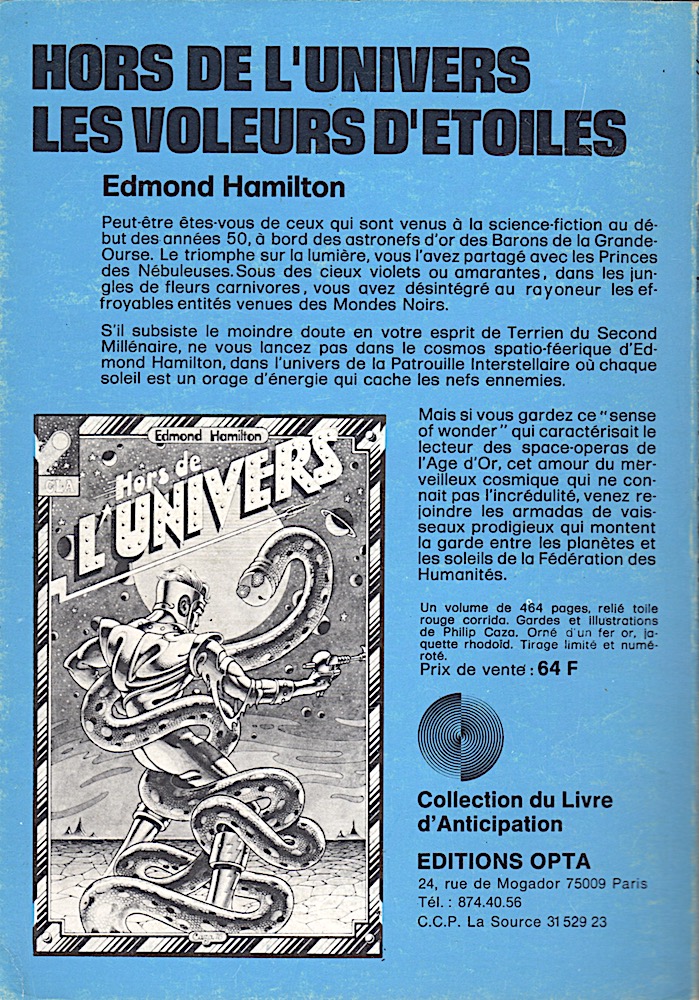 HORS DE L'UNIVERS
LES VOLEURS D'ETOILES
Edmond Hamilton
Peut-être êtes-vous de ceux qui sont venus à la science-fiction au dé-
but des années 50, à bord des astronefs d'or des Barons de la Grande-
Ourse. Le triomphe sur la lumière, vous l'avez partagé avec les Princes
des Nébuleuses. Sous des cieux violets ou amarantes, dans les jun-
gles de fleurs carnivores, vous avez désintégré au rayoneur les ef-
froyables entités venues des Mondes Noirs.
S'il subsiste le moindre doute en votre esprit de Terrien du Second
Millénaire, ne vous lancez pas dans le cosmos spatio-féerique d'Ed-
mond Hamilton, dans l'univers de la Patrouille Interstellaire où chaque
soleil est un orage d'énergie qui cache les nefs ennemies.
Edmond Hamilton
CLA
Hors de
L'UNIVERS
Mais si vous gardez ce "sense
of wonder" qui caractérisait le
lecteur des space-operas de
l'Age d'Or, cet amour du mer-
veilleux cosmique qui ne con-
nait pas l'incrédulité, venez re-
joindre les armadas de vais-
seaux prodigieux qui montent
la garde entre les planètes et
les soleils de la Fédération des
Humanités.
Un volume de 464 pages, relié toile
rouge corrida. Gardes et illustrations
de Philip Caza. Orné d'un fer or, ja-
quette rhodoïd. Tirage limité et numé-
roté.
Prix de vente : 64 F
Collection du Livre
d'Anticipation
EDITIONS OPTA
24, rue de Mogador 75009 Paris
Tél. : 874.40.56
C.C.P. La Source 31 529 23